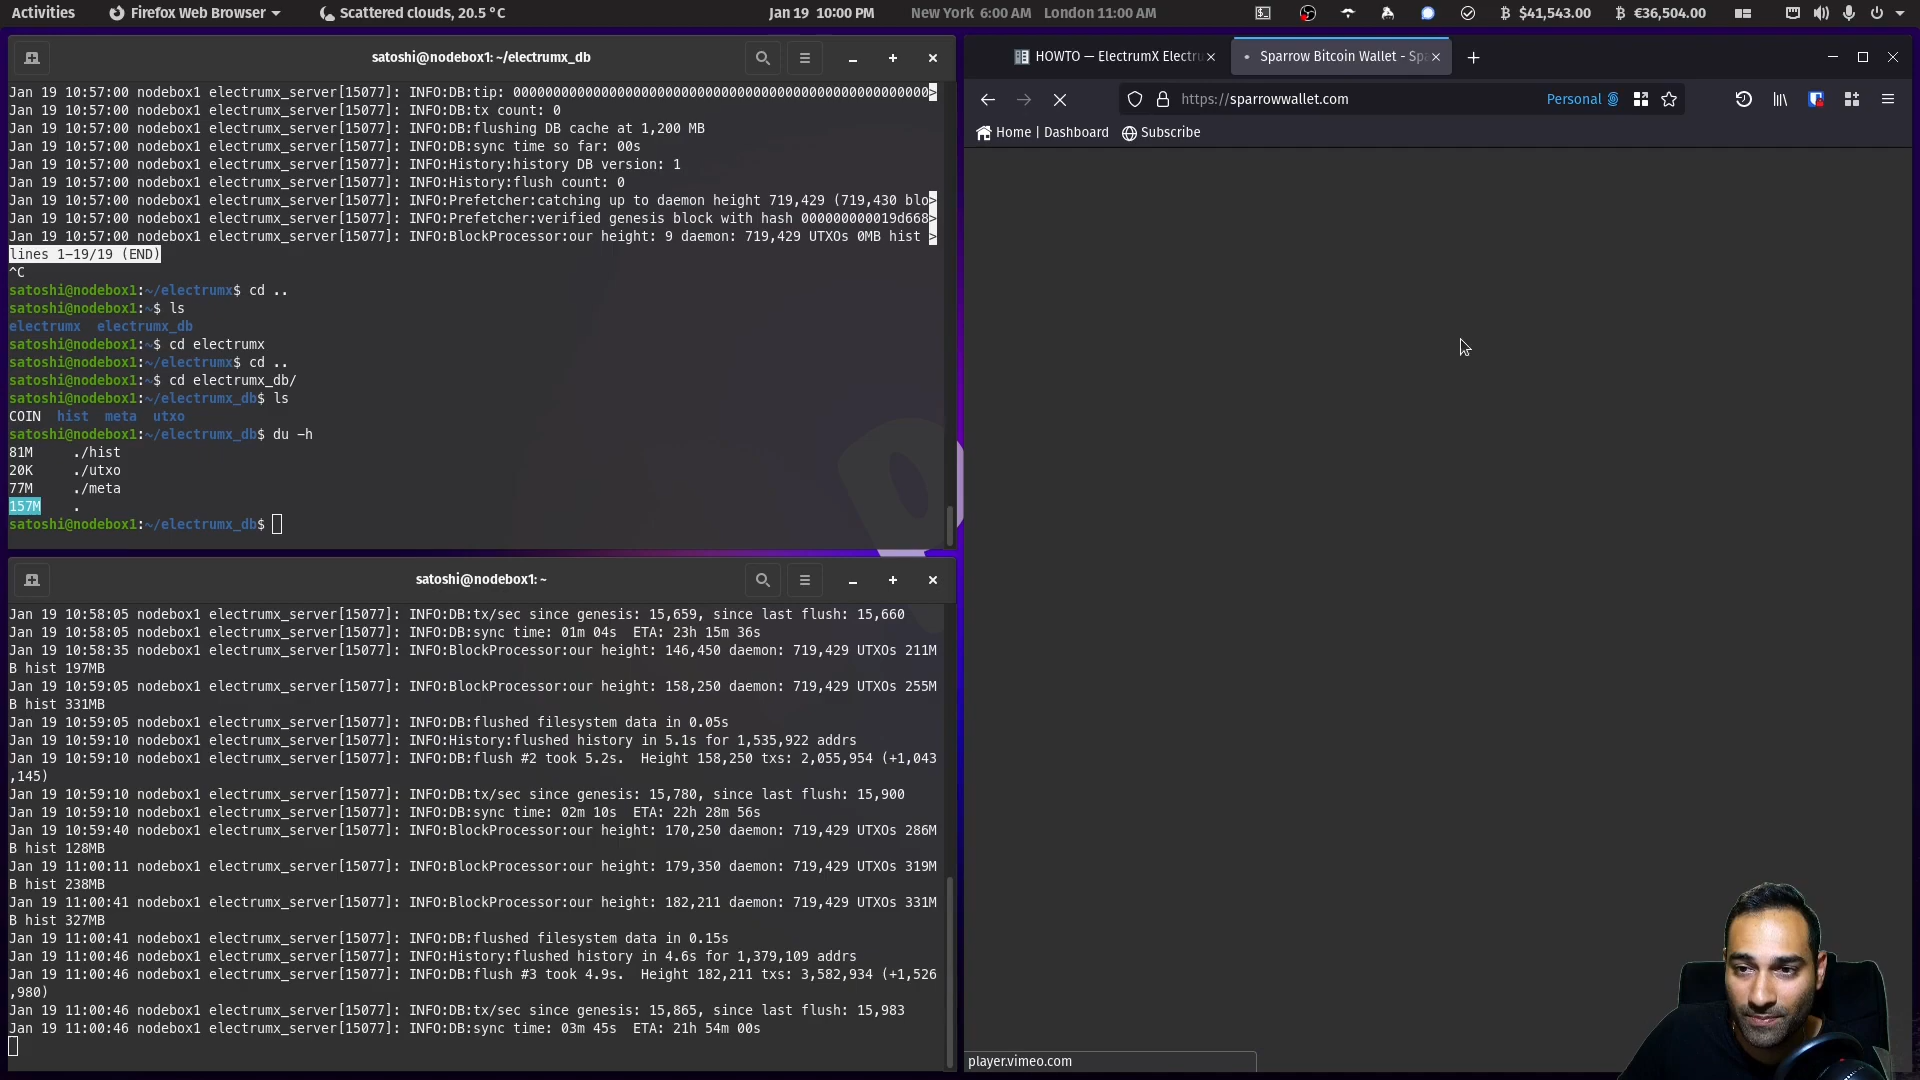 Activities
Firefox Web Browser
Scattered clouds, 20.5 °C
Jan 19  10:00 PM
New York  6:00 AM  London 11:00 AM
₿ $41,543.00
₿ €36,504.00
satoshi@nodebox1: ~/electrumx_db
Jan 19 10:57:00 nodebox1 electrumx_server[15077]: INFO:DB:tip: 0000000000000000000000000000000000000000000000000000>
Jan 19 10:57:00 nodebox1 electrumx_server[15077]: INFO:DB:tx count: 0
Jan 19 10:57:00 nodebox1 electrumx_server[15077]: INFO:DB:flushing DB cache at 1,200 MB
Jan 19 10:57:00 nodebox1 electrumx_server[15077]: INFO:DB:sync time so far: 00s
Jan 19 10:57:00 nodebox1 electrumx_server[15077]: INFO:History:history DB version: 1
Jan 19 10:57:00 nodebox1 electrumx_server[15077]: INFO:History:flush count: 0
Jan 19 10:57:00 nodebox1 electrumx_server[15077]: INFO:Prefetcher:catching up to daemon height 719,429 (719,430 blo>
Jan 19 10:57:00 nodebox1 electrumx_server[15077]: INFO:Prefetcher:verified genesis block with hash 000000000019d668>
Jan 19 10:57:00 nodebox1 electrumx_server[15077]: INFO:BlockProcessor:our height: 9 daemon: 719,429 UTXOs 0MB hist >
lines 1-19/19 (END)
^C
satoshi@nodebox1:~/electrumx$ cd ..
satoshi@nodebox1:~$ ls
electrumx  electrumx_db
satoshi@nodebox1:~$ cd electrumx
satoshi@nodebox1:~/electrumx$ cd ..
satoshi@nodebox1:~$ cd electrumx_db/
satoshi@nodebox1:~/electrumx_db$ ls
COIN  hist  meta  utxo
satoshi@nodebox1:~/electrumx_db$ du -h
81M     ./hist
20K     ./utxo
77M     ./meta
157M    .
satoshi@nodebox1:~/electrumx_db$
satoshi@nodebox1: ~
Jan 19 10:58:05 nodebox1 electrumx_server[15077]: INFO:DB:tx/sec since genesis: 15,659, since last flush: 15,660
Jan 19 10:58:05 nodebox1 electrumx_server[15077]: INFO:DB:sync time: 01m 04s  ETA: 23h 15m 36s
Jan 19 10:58:35 nodebox1 electrumx_server[15077]: INFO:BlockProcessor:our height: 146,450 daemon: 719,429 UTXOs 211M
B hist 197MB
Jan 19 10:59:05 nodebox1 electrumx_server[15077]: INFO:BlockProcessor:our height: 158,250 daemon: 719,429 UTXOs 255M
B hist 331MB
Jan 19 10:59:05 nodebox1 electrumx_server[15077]: INFO:DB:flushed filesystem data in 0.05s
Jan 19 10:59:10 nodebox1 electrumx_server[15077]: INFO:History:flushed history in 5.1s for 1,535,922 addrs
Jan 19 10:59:10 nodebox1 electrumx_server[15077]: INFO:DB:flush #2 took 5.2s.  Height 158,250 txs: 2,055,954 (+1,043
,145)
Jan 19 10:59:10 nodebox1 electrumx_server[15077]: INFO:DB:tx/sec since genesis: 15,780, since last flush: 15,900
Jan 19 10:59:10 nodebox1 electrumx_server[15077]: INFO:DB:sync time: 02m 10s  ETA: 22h 28m 56s
Jan 19 10:59:40 nodebox1 electrumx_server[15077]: INFO:BlockProcessor:our height: 170,250 daemon: 719,429 UTXOs 286M
B hist 128MB
Jan 19 11:00:11 nodebox1 electrumx_server[15077]: INFO:BlockProcessor:our height: 179,350 daemon: 719,429 UTXOs 319M
B hist 238MB
Jan 19 11:00:41 nodebox1 electrumx_server[15077]: INFO:BlockProcessor:our height: 182,211 daemon: 719,429 UTXOs 331M
B hist 327MB
Jan 19 11:00:41 nodebox1 electrumx_server[15077]: INFO:DB:flushed filesystem data in 0.15s
Jan 19 11:00:46 nodebox1 electrumx_server[15077]: INFO:History:flushed history in 4.6s for 1,379,109 addrs
Jan 19 11:00:46 nodebox1 electrumx_server[15077]: INFO:DB:flush #3 took 4.9s.  Height 182,211 txs: 3,582,934 (+1,526
,980)
Jan 19 11:00:46 nodebox1 electrumx_server[15077]: INFO:DB:tx/sec since genesis: 15,865, since last flush: 15,983
Jan 19 11:00:46 nodebox1 electrumx_server[15077]: INFO:DB:sync time: 03m 45s  ETA: 21h 54m 00s
HOWTO — ElectrumX Electru
Sparrow Bitcoin Wallet - Spa
https://sparrowwallet.com
Personal
Home | Dashboard
Subscribe
player.vimeo.com